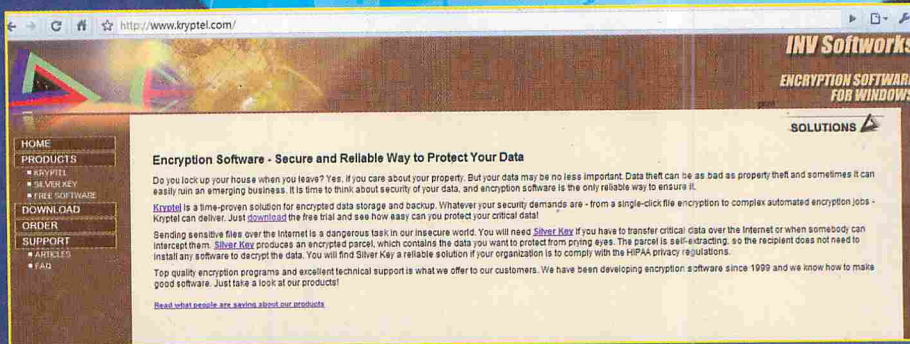 http://www.kryptel.com/
INV Softworks
ENCRYPTION SOFTWARE
FOR WINDOWS
print
SOLUTIONS
HOME
PRODUCTS
KRYPTEL
SILVER KEY
FREE SOFTWARE
DOWNLOAD
ORDER
SUPPORT
ARTICLES
FAQ
Encryption Software - Secure and Reliable Way to Protect Your Data
Do you lock up your house when you leave? Yes, if you care about your property. But your data may be no less important. Data theft can be as bad as property theft and sometimes it can
easily ruin an emerging business. It is time to think about security of your data, and encryption software is the only reliable way to ensure it.
Kryptel is a time-proven solution for encrypted data storage and backup. Whatever your security demands are - from a single-click file encryption to complex automated encryption jobs -
Kryptel can deliver. Just download the free trial and see how easy can you protect your critical data!
Sending sensitive files over the Internet is a dangerous task in our insecure world. You will need Silver Key if you have to transfer critical data over the Internet or when somebody can
intercept them. Silver Key produces an encrypted parcel, which contains the data you want to protect from prying eyes. The parcel is self-extracting, so the recipient does not need to
install any software to decrypt the data. You will find Silver Key a reliable solution if your organization is to comply with the HIPAA privacy regulations.
Top quality encryption programs and excellent technical support is what we offer to our customers. We have been developing encryption software since 1999 and we know how to make
good software. Just take a look at our products!
Read what people are saying about our products